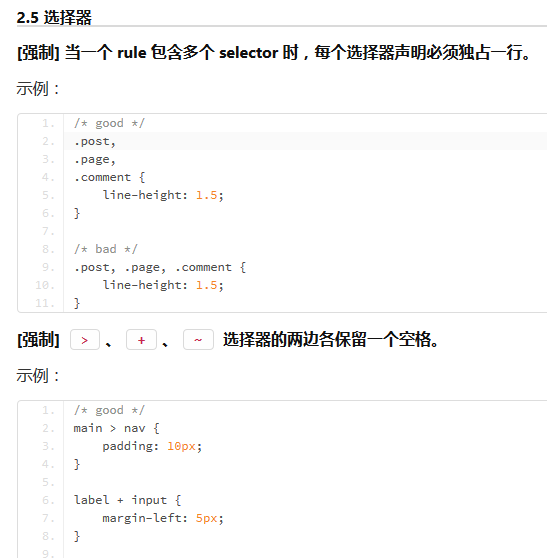 2.5 选择器
[强制] 当一个 rule 包含多个 selector 时，每个选择器声明必须独占一行。
示例：
1. /* good */
2. .post,
3. .page,
4. .comment {
5.     line-height: 1.5;
6. }
7.
8. /* bad */
9. .post, .page, .comment {
10.     line-height: 1.5;
11. }
[强制] > 、 + 、 ~ 选择器的两边各保留一个空格。
示例：
1. /* good */
2. main > nav {
3.     padding: 10px;
4. }
5.
6. label + input {
7.     margin-left: 5px;
8. }
9.